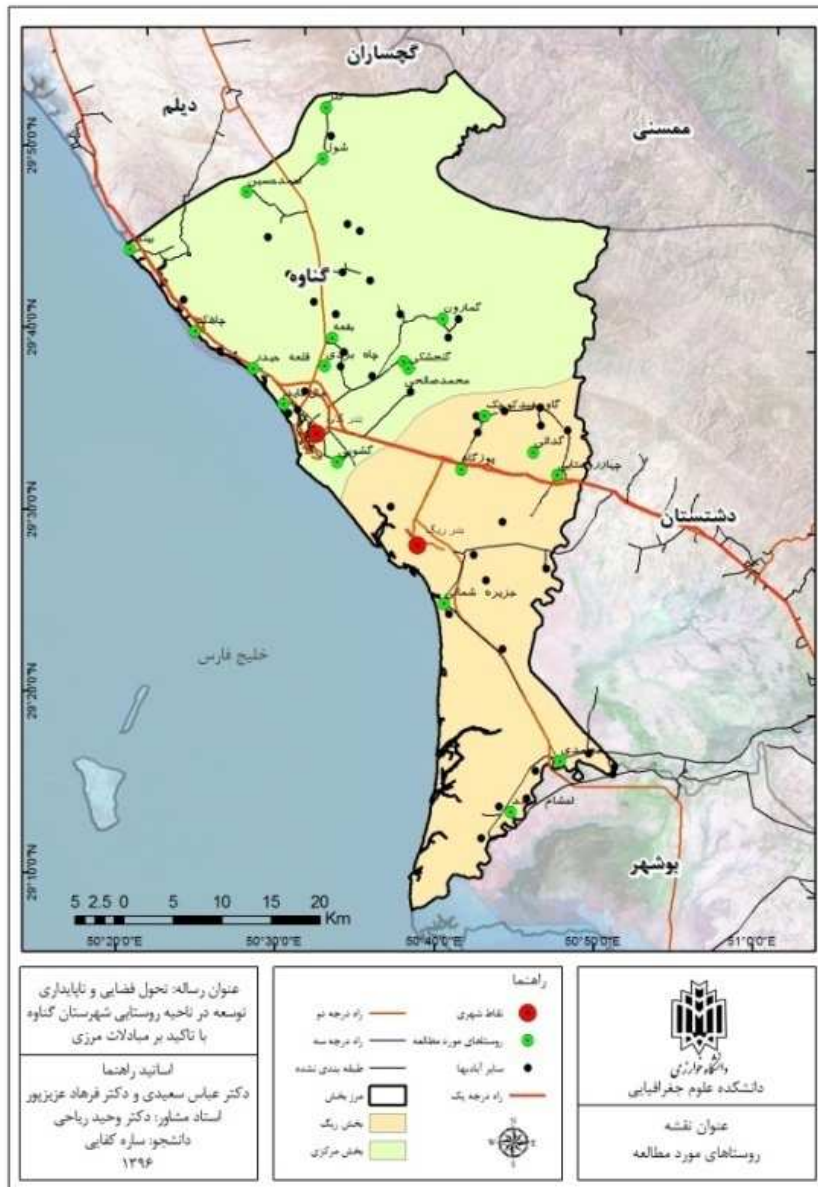 گچساران
دیلم
ممسنی
شول
احمدحسین
گناوه
گمارون
بقعه
چاه بردی
گنجشکی
قلعه حیدر
محمدصالحی
پوزگاه
گدائی
چهارروستایی
بندر ریگ
دشتستان
جزیره شمالی
خلیج فارس
بوشهر
29°50'0"N
29°40'0"N
29°30'0"N
29°20'0"N
29°10'0"N
5 2.5 0 5 10 15 20
Km
50°20'0"E 50°30'0"E 50°40'0"E 50°50'0"E 51°0'0"E
دانشگاه خوارزمی
دانشکده علوم جغرافیایی
عنوان نقشه
روستاهای مورد مطالعه
راهنما
نقاط شهری
روستاهای مورد مطالعه
سایر آبادیها
راه درجه یک
راه درجه دو
راه درجه سه
طبقه بندی نشده
مرز بخش
بخش ریگ
بخش مرکزی
عنوان رساله: تحول فضایی و ناپایداری
توسعه در ناحیه روستایی شهرستان گناوه
با تاکید بر مبادلات مرزی
اساتید راهنما
دکتر عباس سعیدی و دکتر فرهاد عزیزپور
استاد مشاور: دکتر وحید ریاحی
دانشجو: ساره کفایی
۱۳۹۶